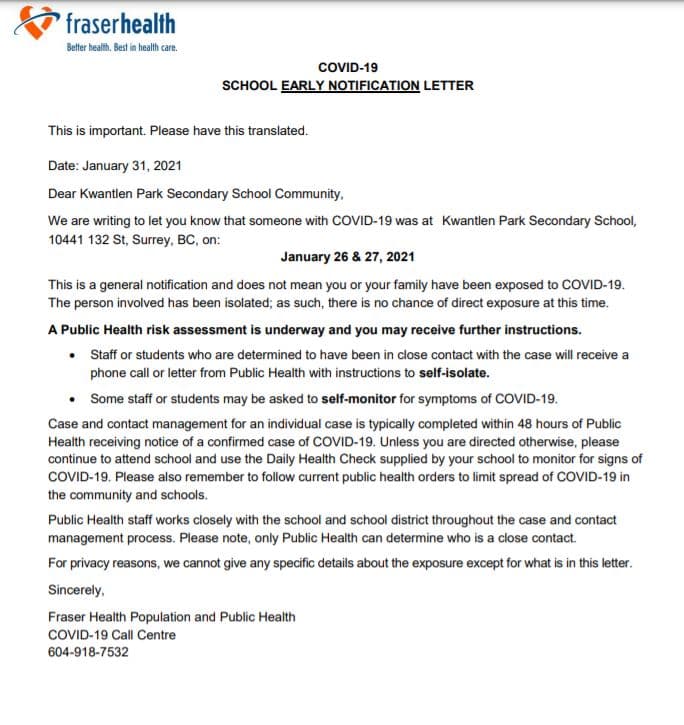 fraserhealth
Better health. Best in health care.
COVID-19
SCHOOL EARLY NOTIFICATION LETTER
This is important. Please have this translated.
Date: January 31, 2021
Dear Kwantlen Park Secondary School Community,
We are writing to let you know that someone with COVID-19 was at Kwantlen Park Secondary School,
10441 132 St, Surrey, BC, on:
January 26 & 27, 2021
This is a general notification and does not mean you or your family have been exposed to COVID-19.
The person involved has been isolated; as such, there is no chance of direct exposure at this time.
A Public Health risk assessment is underway and you may receive further instructions.
• Staff or students who are determined to have been in close contact with the case will receive a
phone call or letter from Public Health with instructions to self-isolate.
• Some staff or students may be asked to self-monitor for symptoms of COVID-19.
Case and contact management for an individual case is typically completed within 48 hours of Public
Health receiving notice of a confirmed case of COVID-19. Unless you are directed otherwise, please
continue to attend school and use the Daily Health Check supplied by your school to monitor for signs of
COVID-19. Please also remember to follow current public health orders to limit spread of COVID-19 in
the community and schools.
Public Health staff works closely with the school and school district throughout the case and contact
management process. Please note, only Public Health can determine who is a close contact.
For privacy reasons, we cannot give any specific details about the exposure except for what is in this letter.
Sincerely,
Fraser Health Population and Public Health
COVID-19 Call Centre
604-918-7532